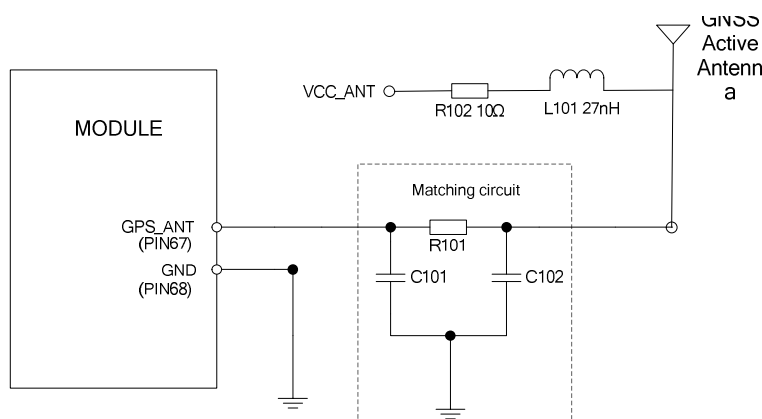 GNSS
Active
Antenn
a
VCC_ANT
R102 10Ω
L101 27nH
MODULE
Matching circuit
GPS_ANT
(PIN67)
R101
GND
(PIN68)
C101
C102